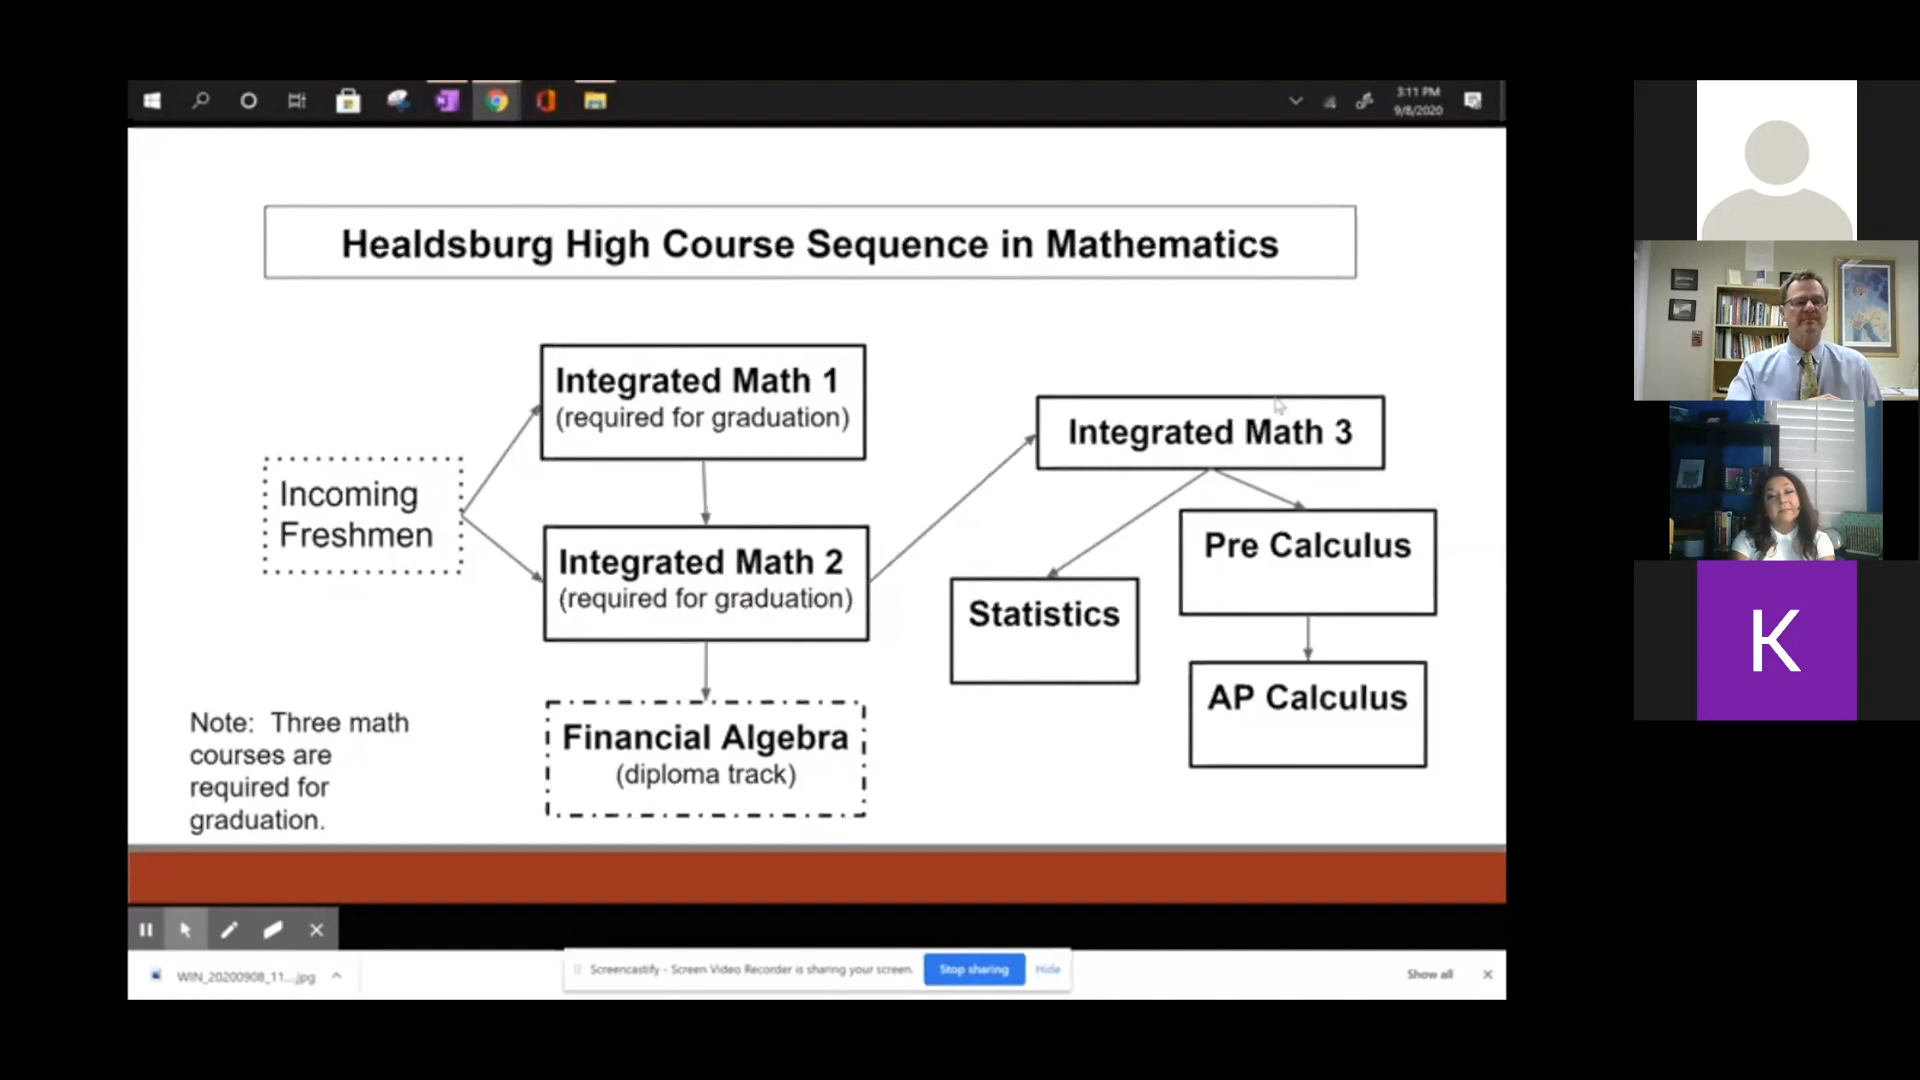 3:11 PM
9/8/2020
Healdsburg High Course Sequence in Mathematics
Integrated Math 1
(required for graduation)
Integrated Math 3
Incoming
Freshmen
Pre Calculus
Integrated Math 2
(required for graduation)
Statistics
AP Calculus
Note: Three math
courses are
required for
graduation.
Financial Algebra
(diploma track)
K
WIN_20200908_11....jpg
Screencastify - Screen Video Recorder is sharing your screen.
Stop sharing
Hide
Show all